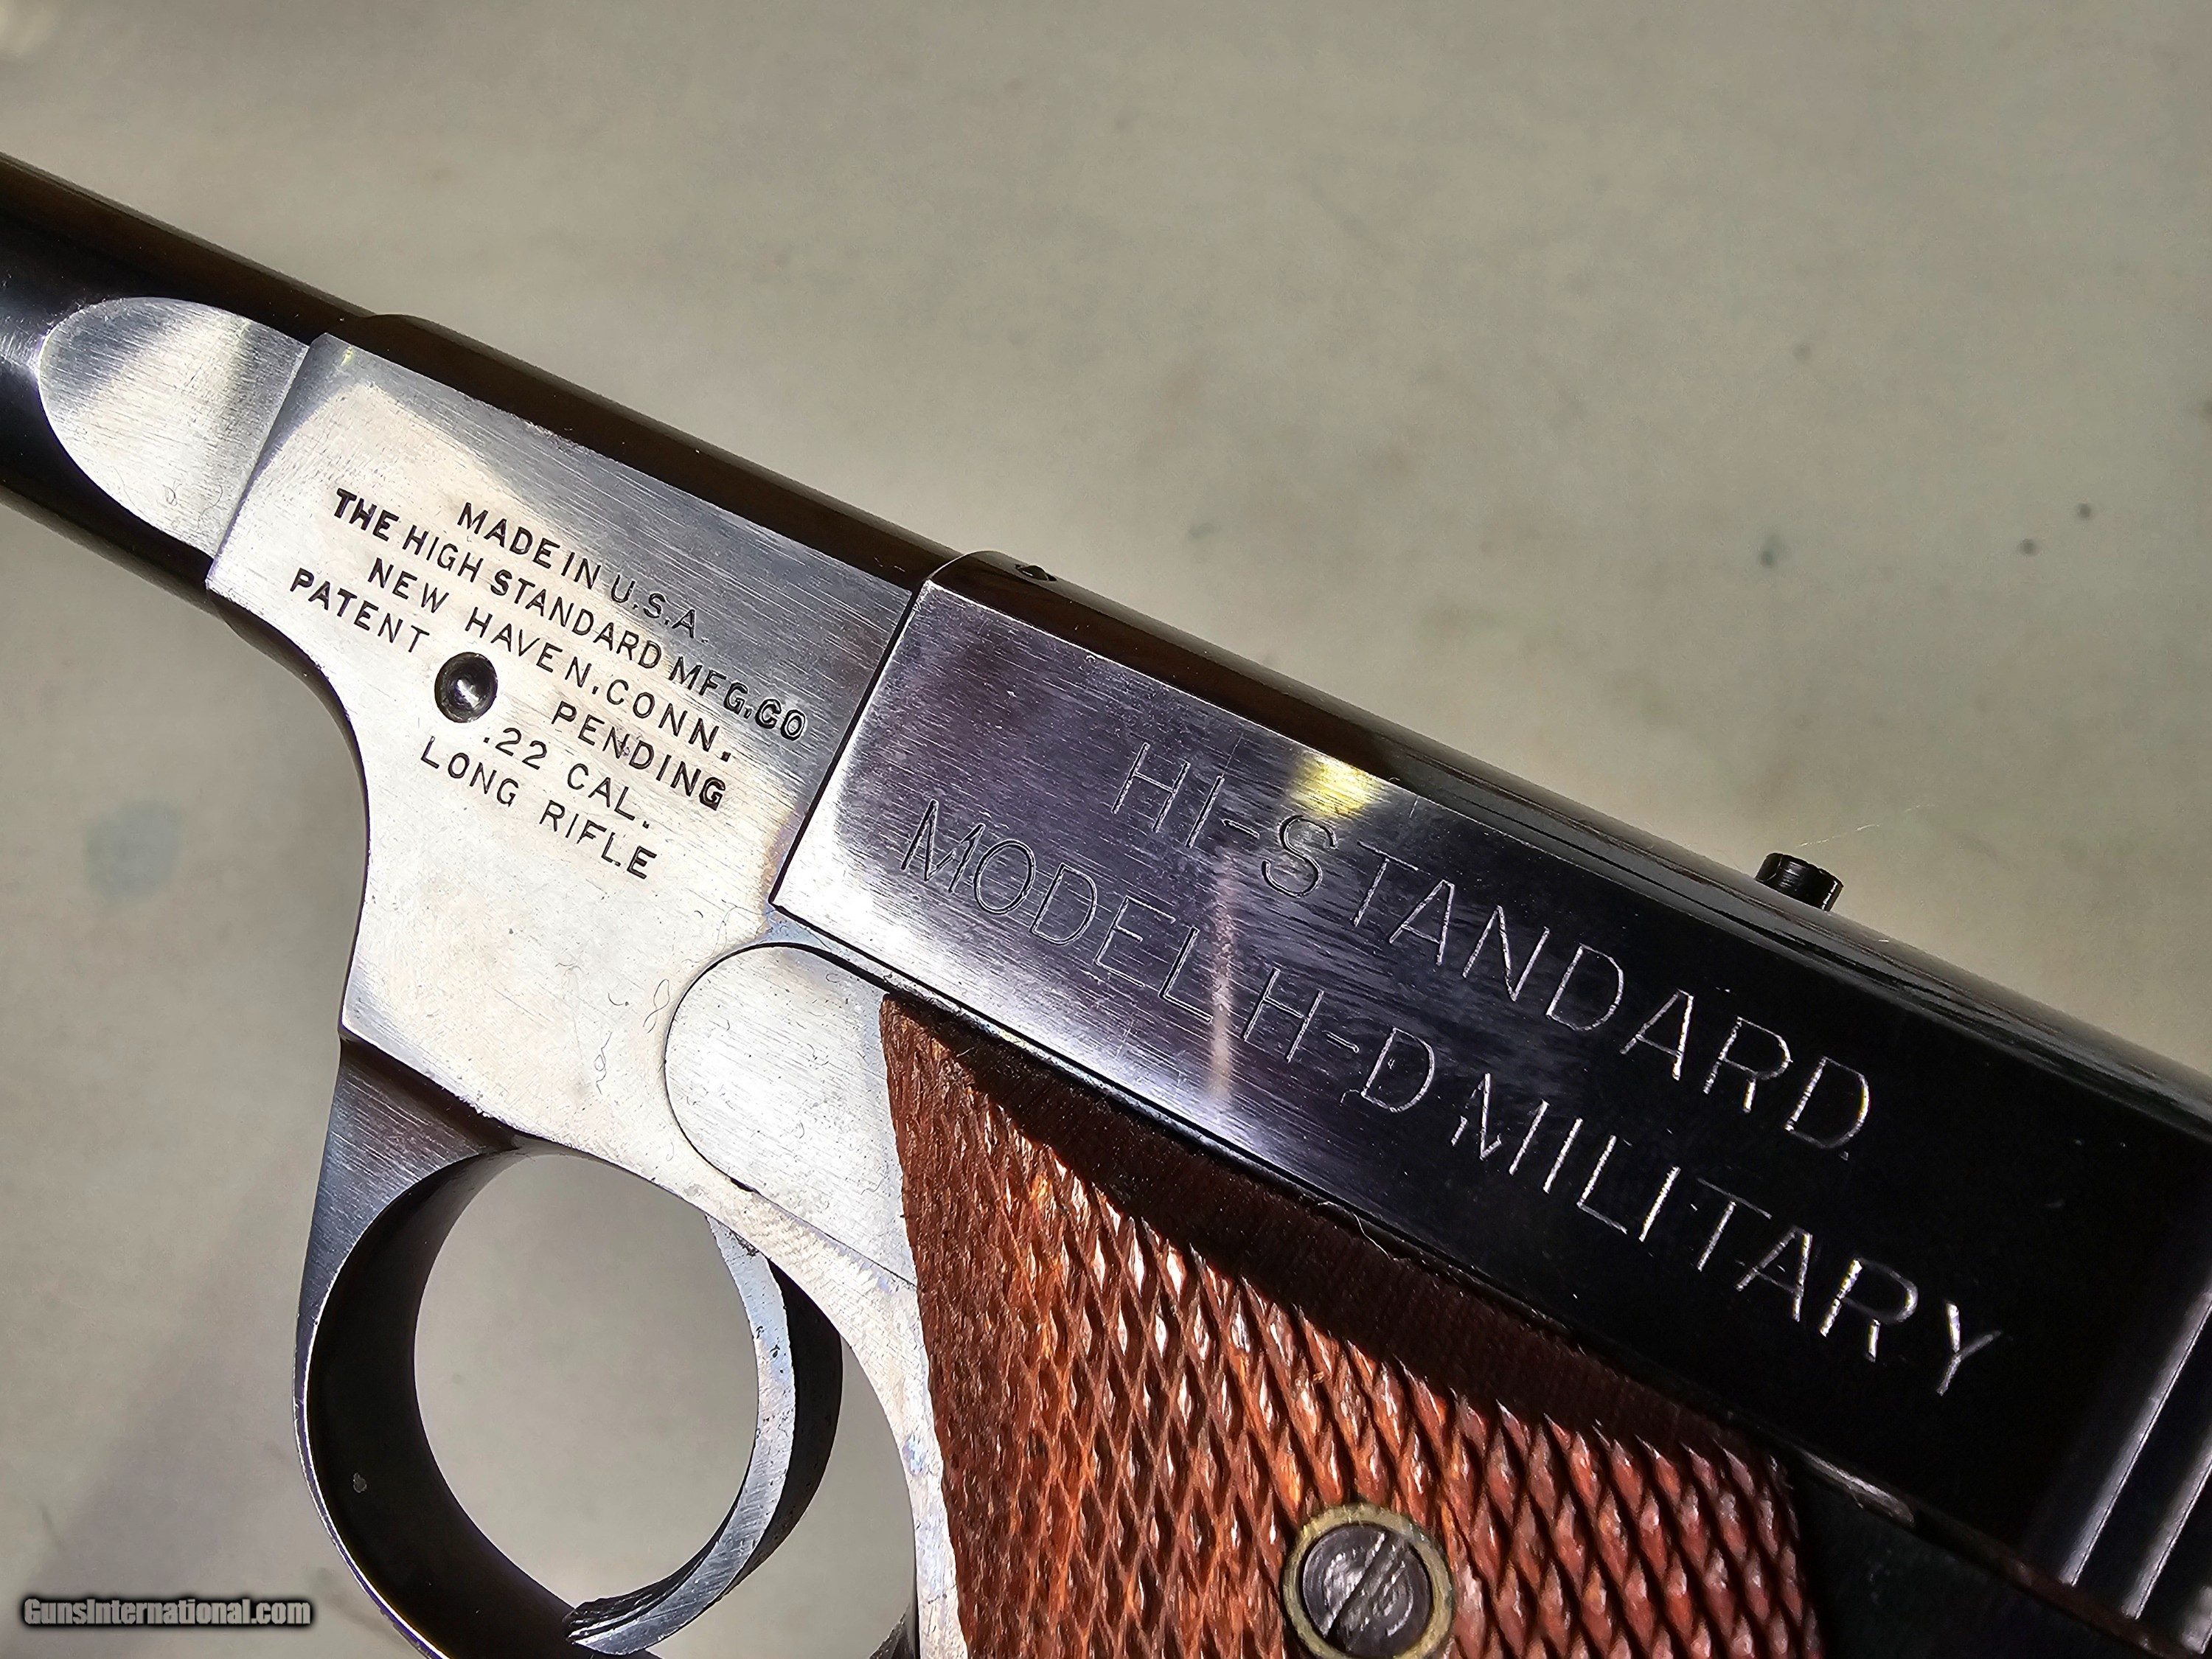 MADE IN U.S.A.
THE HIGH STANDARD MFG.CO
NEW HAVEN.CONN.
PATENT PENDING
.22 CAL.
LONG RIFLE
HI-STANDARD
MODEL H-D MILITARY
GunsInternational.com